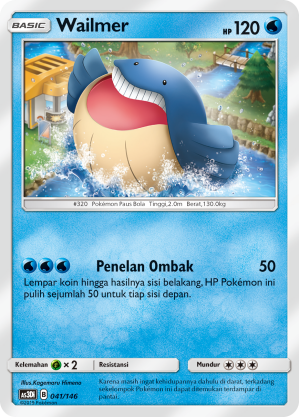 BASIC Wailmer HP 120
#320 Pokémon Paus Bola Tinggi,2.0m Berat,130.0kg
Penelan Ombak 50
Lempar koin hingga hasilnya sisi belakang. HP Pokémon ini
pulih sejumlah 50 untuk tiap sisi depan.
Kelemahan × 2 Resistansi Mundur
Illus.Kagemaru Himeno
Karena masih ingat kehidupannya dahulu di darat, terkadang
sekelompok Pokémon ini dapat ditemukan terdampar di pantai.
AS3D B 041/146
©2019 Pokémon